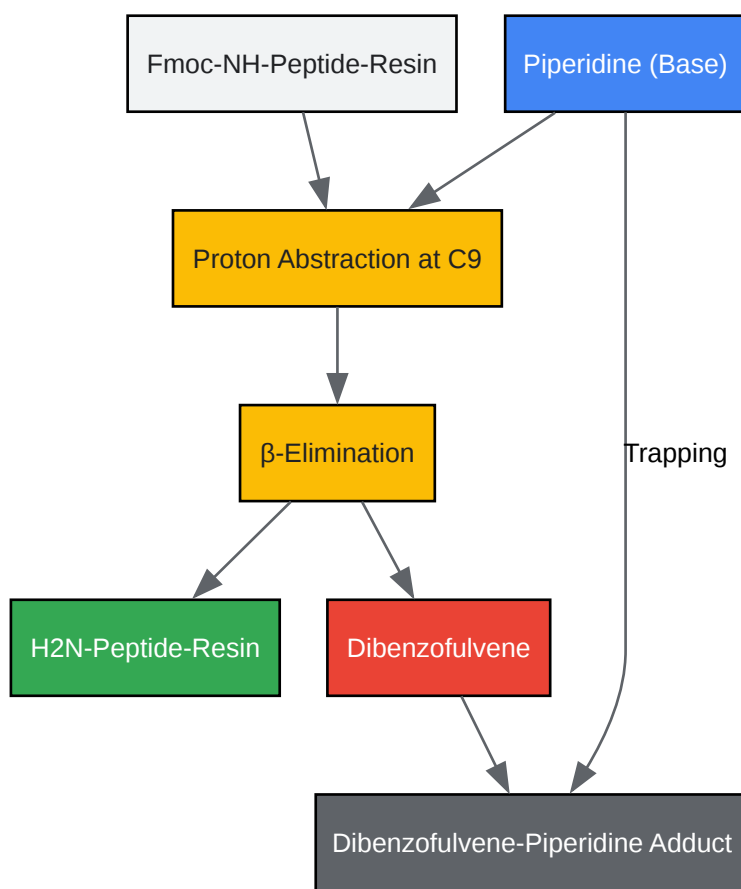 Fmoc-NH-Peptide-Resin
Piperidine (Base)
Proton Abstraction at C9
β-Elimination
Trapping
H2N-Peptide-Resin
Dibenzofulvene
Dibenzofulvene-Piperidine Adduct